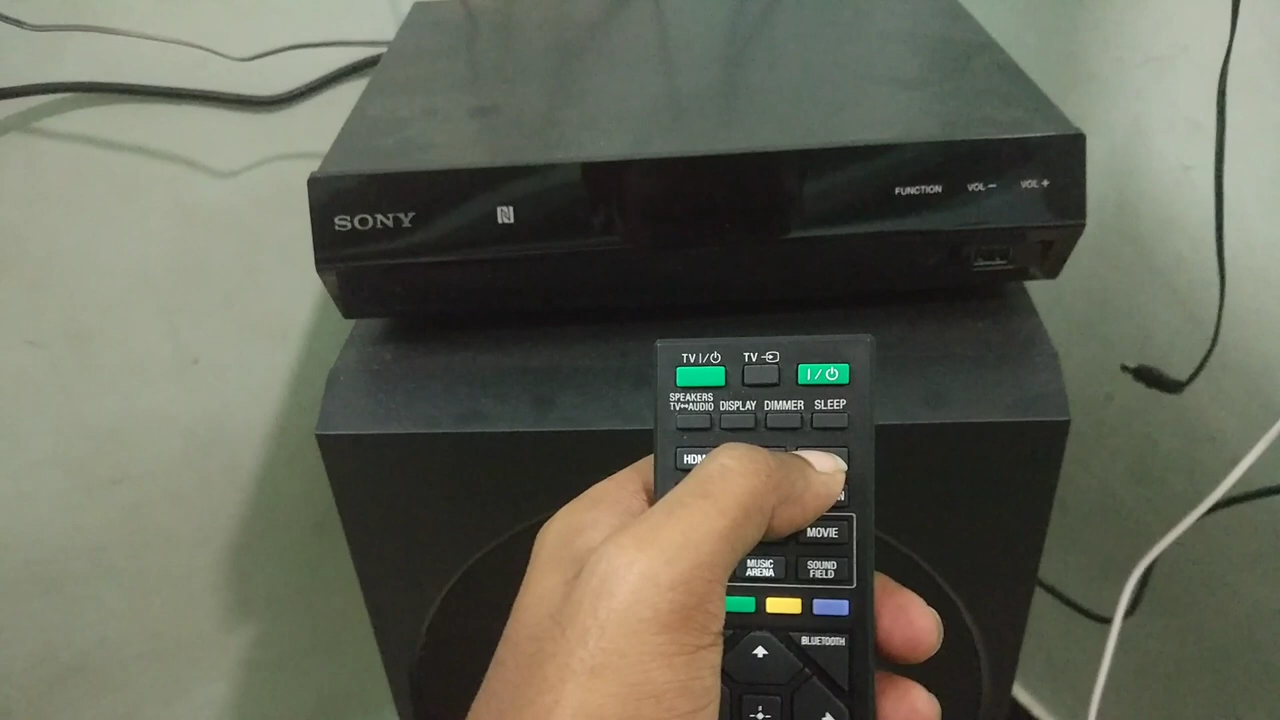 SONY
FUNCTION VOL – VOL +
TV I/⏻ TV
I/⏻
SPEAKERS
TV↔AUDIO DISPLAY DIMMER SLEEP
MOVIE
MUSIC
ARENA
SOUND
FIELD
BLUETOOTH